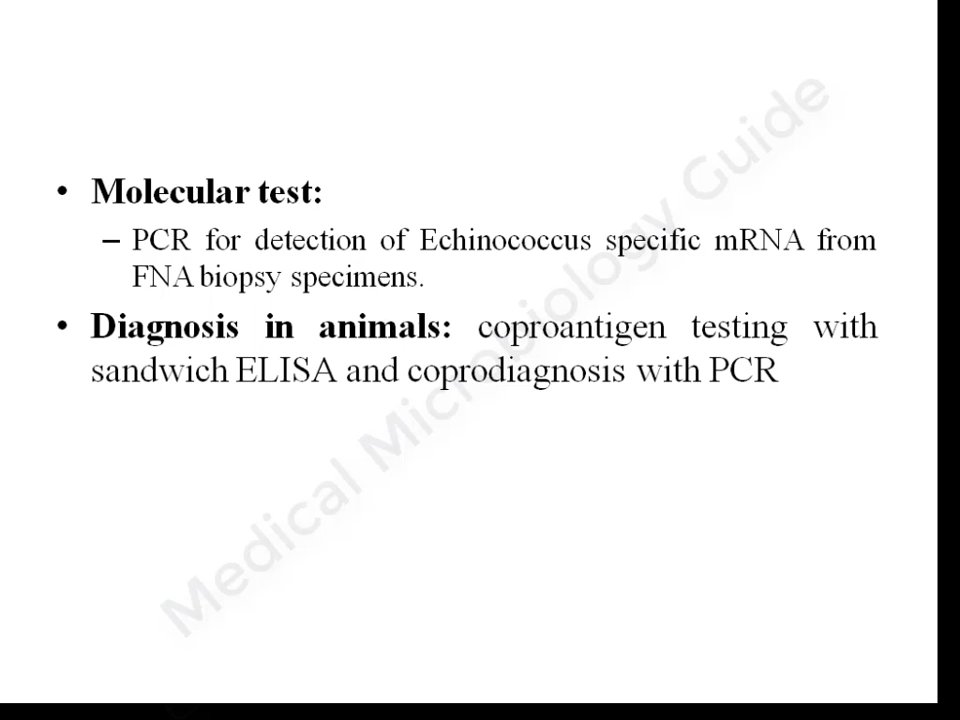 • Molecular test:
– PCR for detection of Echinococcus specific mRNA from
FNA biopsy specimens.
• Diagnosis in animals: coproantigen testing with
sandwich ELISA and coprodiagnosis with PCR
Medical Microbiology Guide